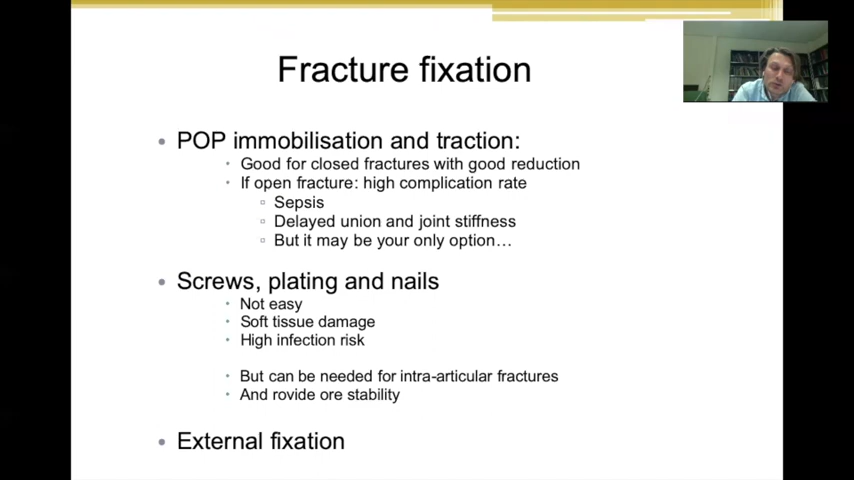 Fracture fixation
POP immobilisation and traction:
Good for closed fractures with good reduction
If open fracture: high complication rate
Sepsis
Delayed union and joint stiffness
But it may be your only option…
Screws, plating and nails
Not easy
Soft tissue damage
High infection risk
But can be needed for intra-articular fractures
And rovide ore stability
External fixation